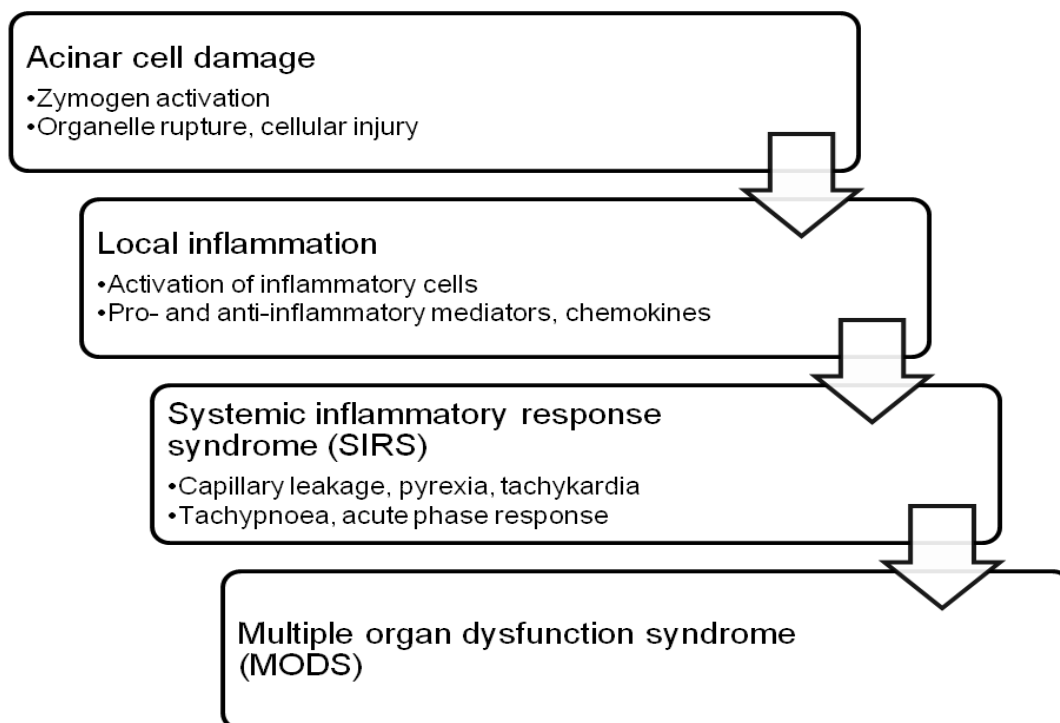 Acinar cell damage
•Zymogen activation
•Organelle rupture, cellular injury
Local inflammation
•Activation of inflammatory cells
•Pro- and anti-inflammatory mediators, chemokines
Systemic inflammatory response
syndrome (SIRS)
•Capillary leakage, pyrexia, tachykardia
•Tachypnoea, acute phase response
Multiple organ dysfunction syndrome
(MODS)